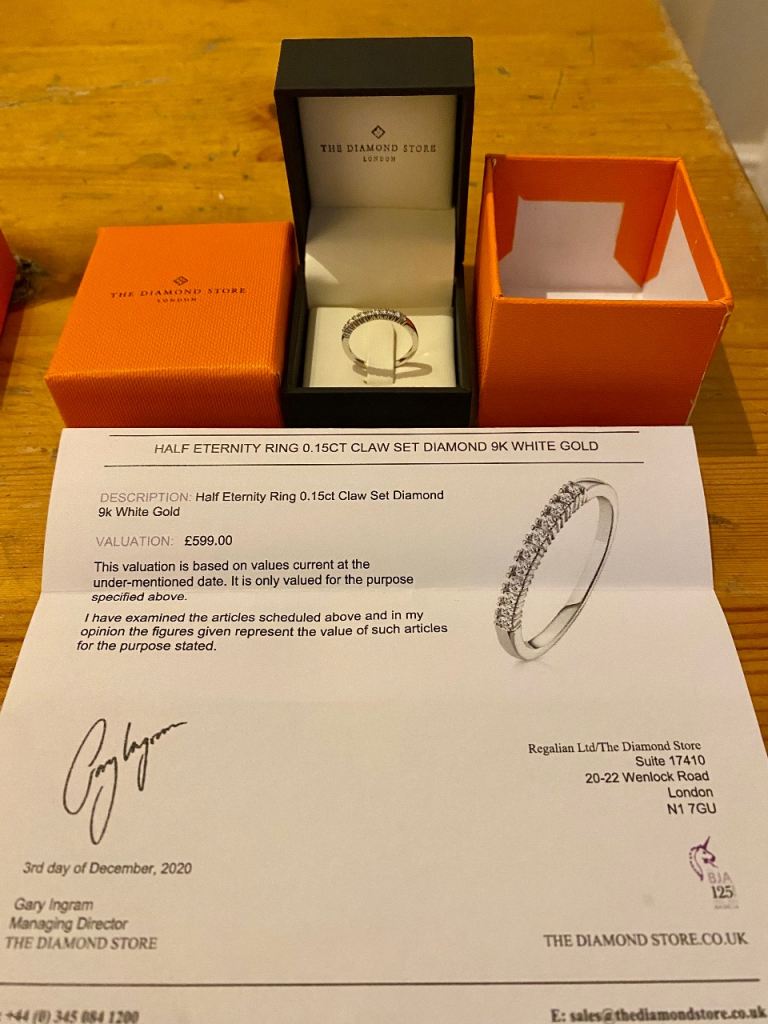 THE DIAMOND STORE
LONDON
THE DIAMOND STORE
LONDON
HALF ETERNITY RING 0.15CT CLAW SET DIAMOND 9K WHITE GOLD
DESCRIPTION: Half Eternity Ring 0.15ct Claw Set Diamond
9k White Gold
VALUATION: £599.00
This valuation is based on values current at the
under-mentioned date. It is only valued for the purpose
specified above.
I have examined the articles scheduled above and in my
opinion the figures given represent the value of such articles
for the purpose stated.
Gary Ingram
Regalian Ltd/The Diamond Store
Suite 17410
20-22 Wenlock Road
London
N1 7GU
BJA
125
3rd day of December, 2020
Gary Ingram
Managing Director
THE DIAMOND STORE
THE DIAMOND STORE.CO.UK
: +44 (0) 345 084 1200
E: sales@thediamondstore.co.uk